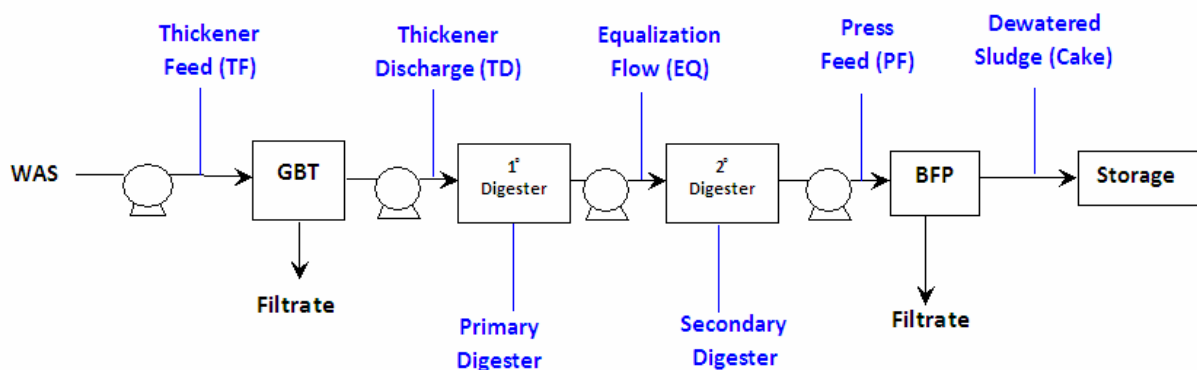 Thickener
Feed (TF)
Thickener
Discharge (TD)
Equalization
Flow (EQ)
Press
Feed (PF)
Dewatered
Sludge (Cake)
WAS
GBT
1°
Digester
2°
Digester
BFP
Storage
Filtrate
Primary
Digester
Secondary
Digester
Filtrate